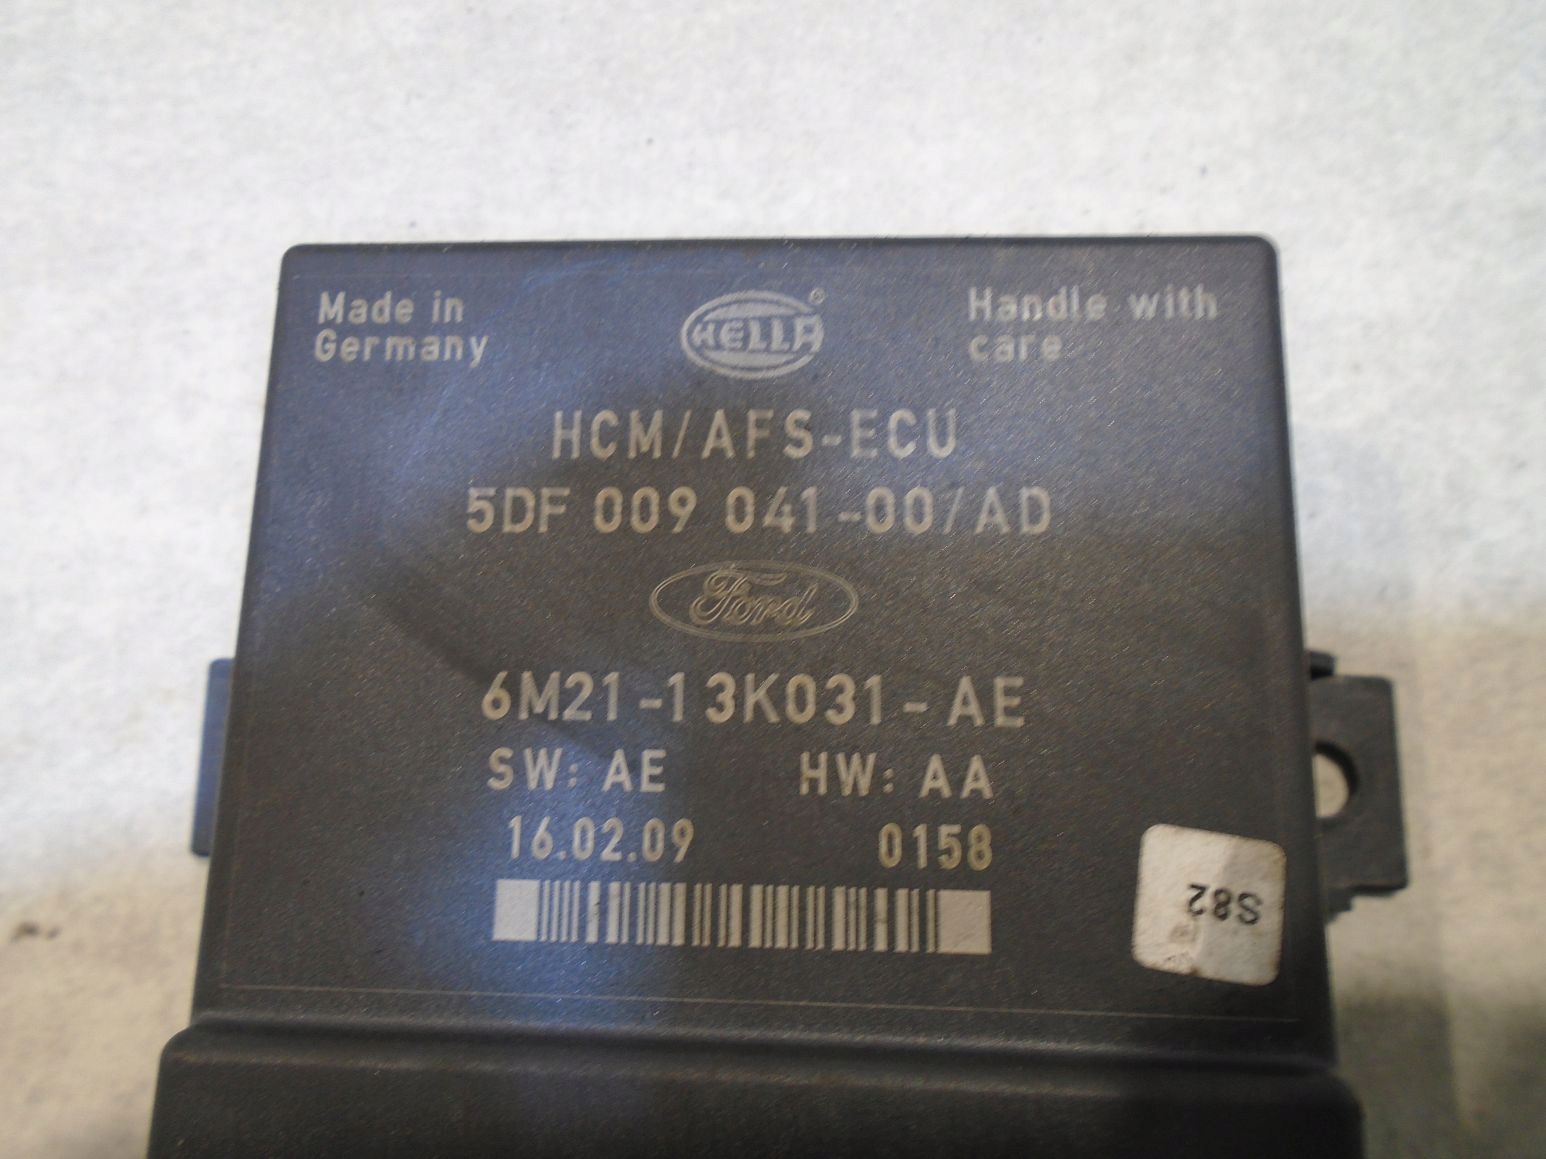 Made in
Germany
HELLA®
Handle with
care
HCM/AFS-ECU
5DF 009 041-00/AD
Ford
6M21-13K031-AE
SW: AE HW: AA
16.02.09 0158
S82